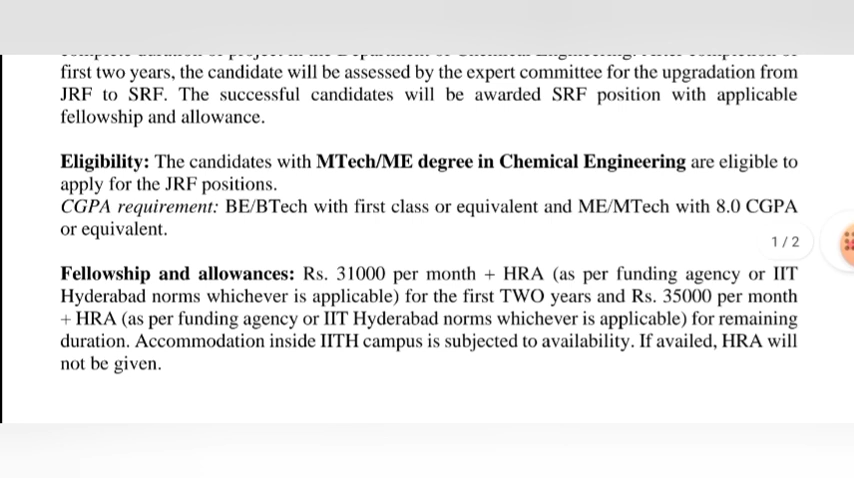 first two years, the candidate will be assessed by the expert committee for the upgradation from
JRF to SRF. The successful candidates will be awarded SRF position with applicable
fellowship and allowance.
Eligibility: The candidates with MTech/ME degree in Chemical Engineering are eligible to
apply for the JRF positions.
CGPA requirement: BE/BTech with first class or equivalent and ME/MTech with 8.0 CGPA
or equivalent.
1 / 2
Fellowship and allowances: Rs. 31000 per month + HRA (as per funding agency or IIT
Hyderabad norms whichever is applicable) for the first TWO years and Rs. 35000 per month
+ HRA (as per funding agency or IIT Hyderabad norms whichever is applicable) for remaining
duration. Accommodation inside IITH campus is subjected to availability. If availed, HRA will
not be given.